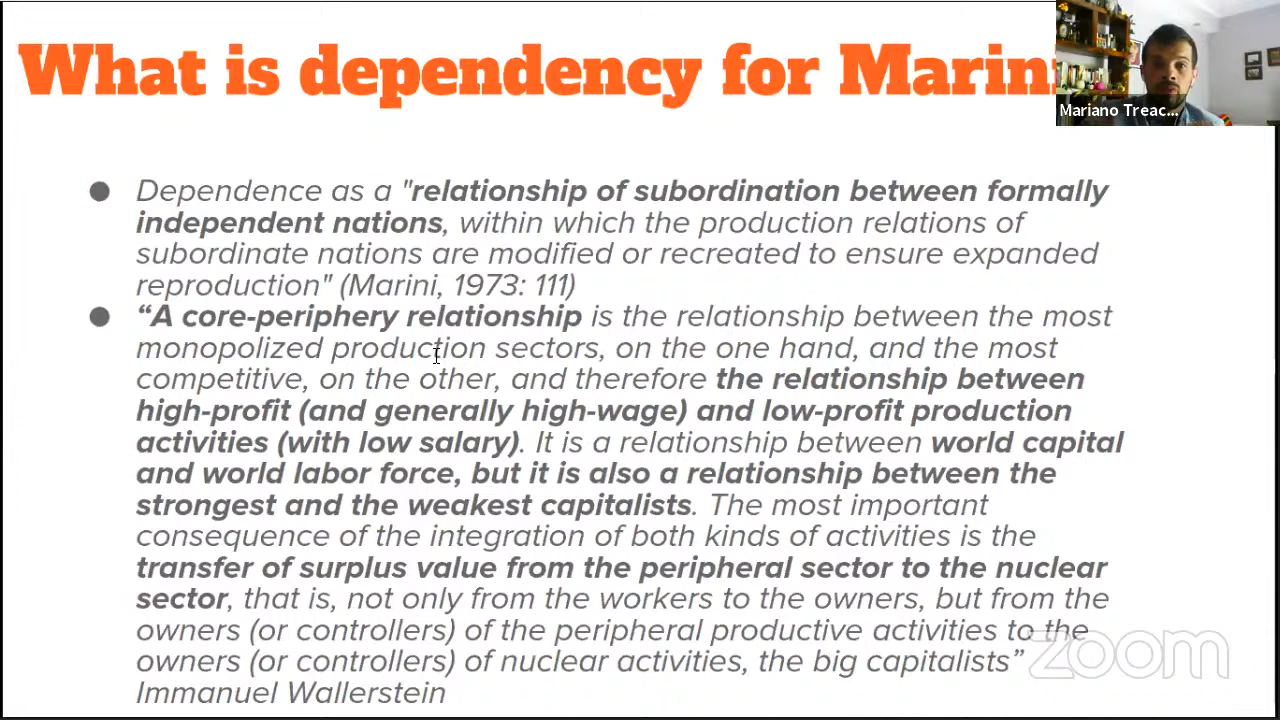 What is dependency for Marini
Mariano Treac...
● Dependence as a "relationship of subordination between formally
independent nations, within which the production relations of
subordinate nations are modified or recreated to ensure expanded
reproduction" (Marini, 1973: 111)
● “A core-periphery relationship is the relationship between the most
monopolized production sectors, on the one hand, and the most
competitive, on the other, and therefore the relationship between
high-profit (and generally high-wage) and low-profit production
activities (with low salary). It is a relationship between world capital
and world labor force, but it is also a relationship between the
strongest and the weakest capitalists. The most important
consequence of the integration of both kinds of activities is the
transfer of surplus value from the peripheral sector to the nuclear
sector, that is, not only from the workers to the owners, but from the
owners (or controllers) of the peripheral productive activities to the
owners (or controllers) of nuclear activities, the big capitalists”
Immanuel Wallerstein
zoom